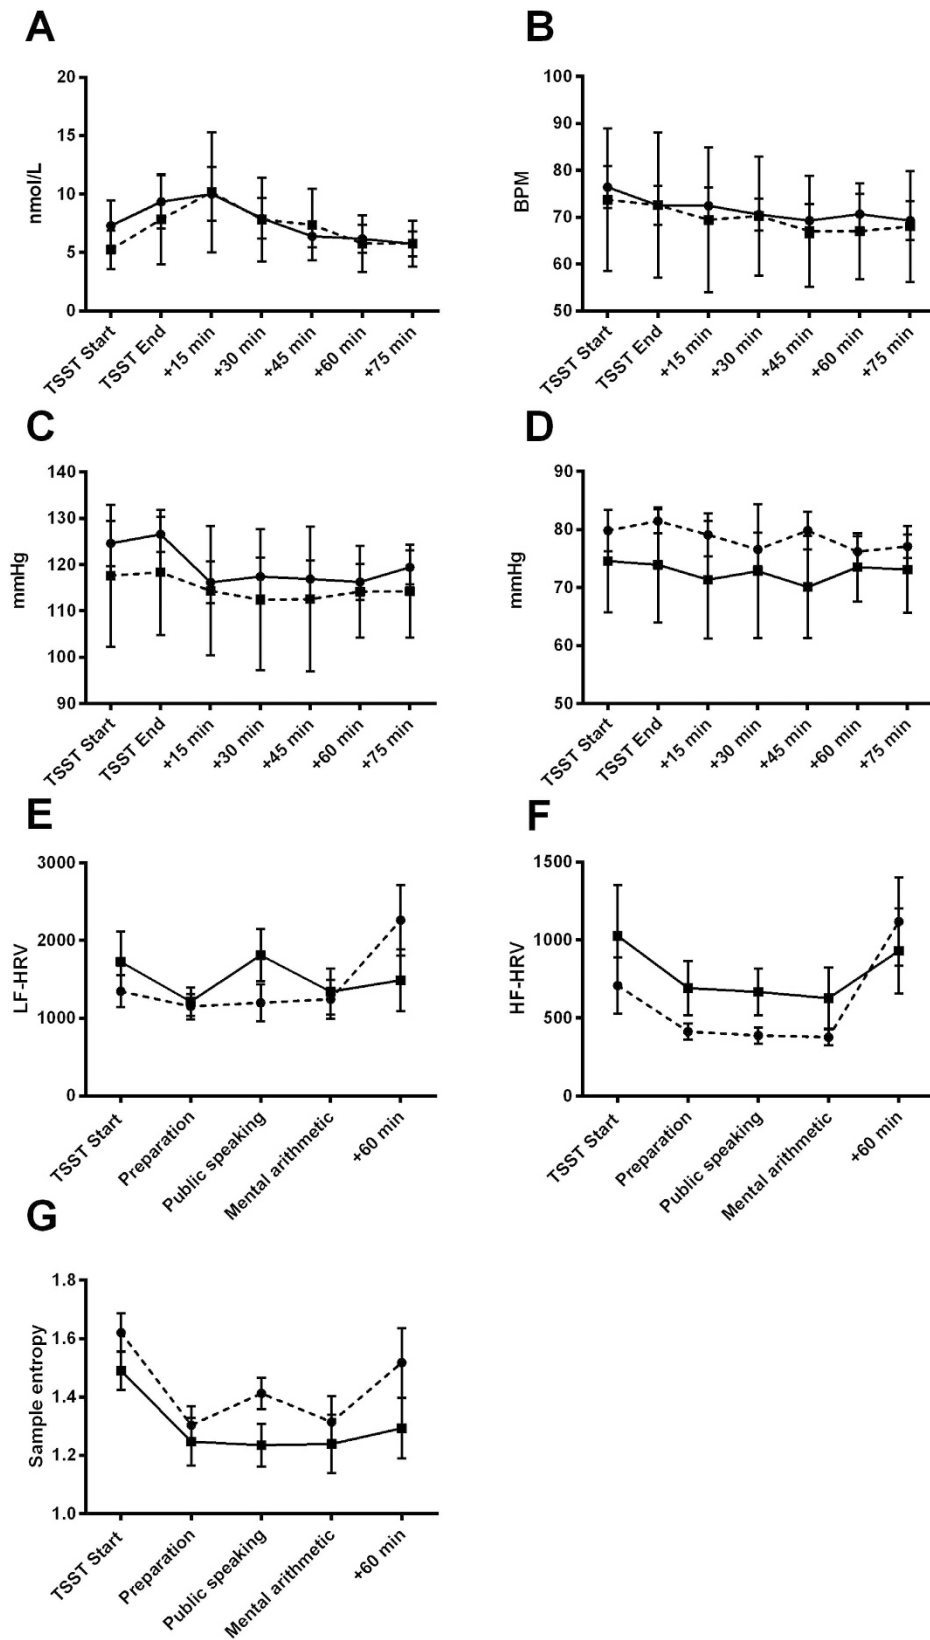 A
nmol/L
20
15
10
5
0
TSST Start
TSST End
+15 min
+30 min
+45 min
+60 min
+75 min
B
BPM
100
90
80
70
60
50
TSST Start
TSST End
+15 min
+30 min
+45 min
+60 min
+75 min
C
mmHg
140
130
120
110
100
90
TSST Start
TSST End
+15 min
+30 min
+45 min
+60 min
+75 min
D
mmHg
90
80
70
60
50
TSST Start
TSST End
+15 min
+30 min
+45 min
+60 min
+75 min
E
LF-HRV
3000
2000
1000
0
TSST Start
Preparation
Public speaking
Mental arithmetic
+60 min
F
HF-HRV
1500
1000
500
0
TSST Start
Preparation
Public speaking
Mental arithmetic
+60 min
G
Sample entropy
1.8
1.6
1.4
1.2
1.0
TSST Start
Preparation
Public speaking
Mental arithmetic
+60 min